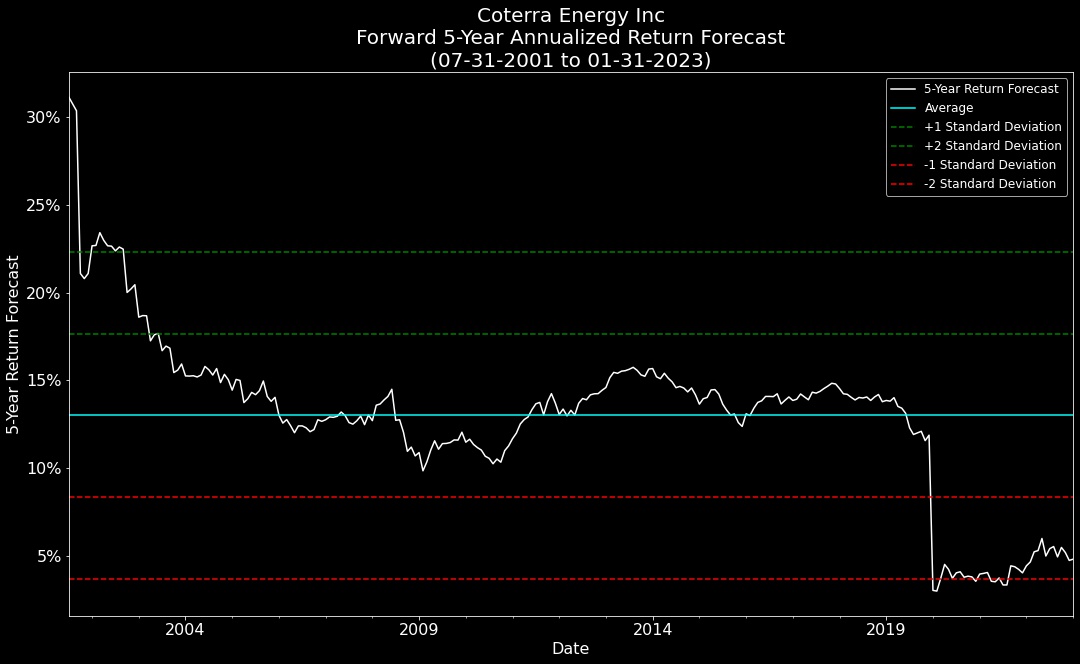 Coterra Energy Inc
Forward 5-Year Annualized Return Forecast
(07-31-2001 to 01-31-2023)
5-Year Return Forecast
Average
+1 Standard Deviation
+2 Standard Deviation
-1 Standard Deviation
-2 Standard Deviation
30%
25%
20%
15%
10%
5%
5-Year Return Forecast
2004
2009
2014
2019
Date